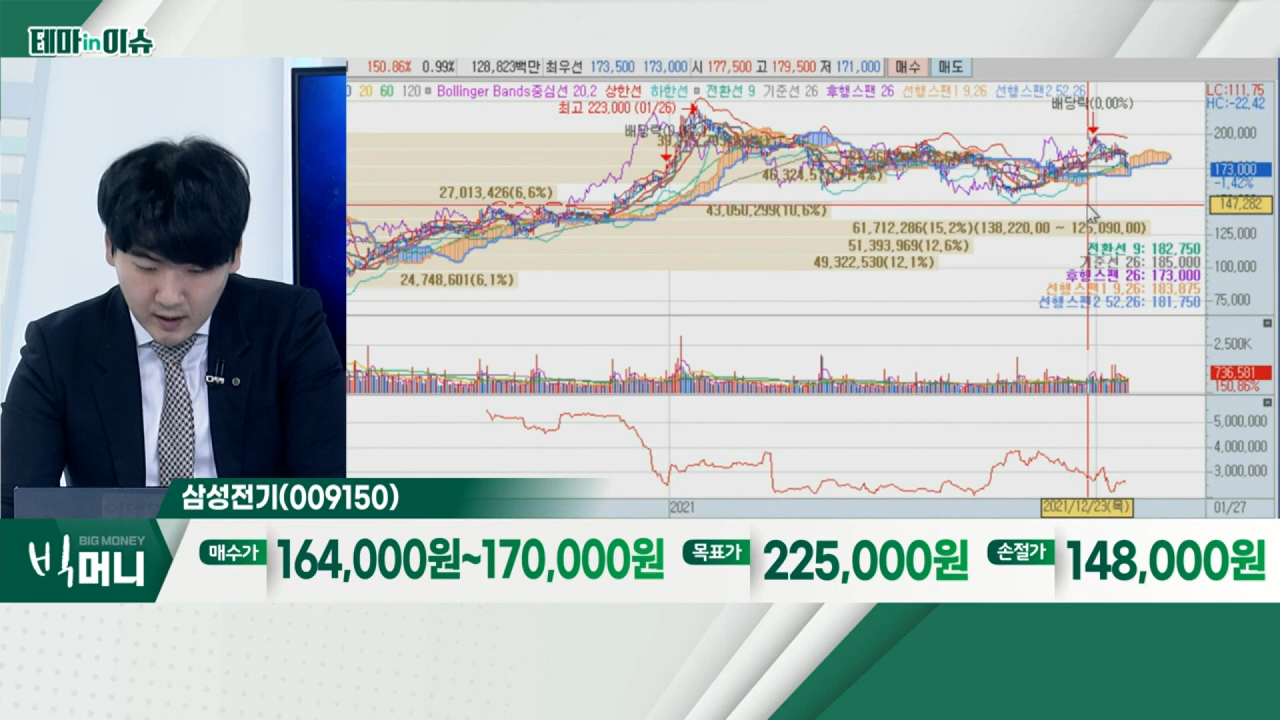 테마in이슈
150.86% 0.99% 128,823백만 최우선 173,500 173,000 시 177,500 고 179,500 저 171,000 매수 매도
20 60 120 Bollinger Bands중심선 20,2 상한선 하한선 전환선 9 기준선 26 후행스팬 26 선행스팬1 9,26 선행스팬2 52,26
LC:111.75
HC:-22.42
최고 223,000 (01/26)
배당락(0,00%)
200,000
173,000
-1.42%
147,282
27,013,426(6,6%)
43,050,299(10,6%)
61,712,286(15,2%)(138,220,00 ~ 126,090,00)
125,000
51,393,969(12,6%)
전환선 9: 182,750
49,322,530(12,1%)
기준선 26: 185,000
100,000
후행스팬 26: 173,000
24,748,601(6,1%)
선행스팬1 9,26: 183,875
선행스팬2 52,26: 181,750
75,000
2,500K
736,581
150,86%
5,000,000
4,000,000
3,000,000
2021
2021/12/23(목)
01/27
삼성전기(009150)
BIG MONEY
빅머니
매수가 164,000원~170,000원 목표가 225,000원 손절가 148,000원